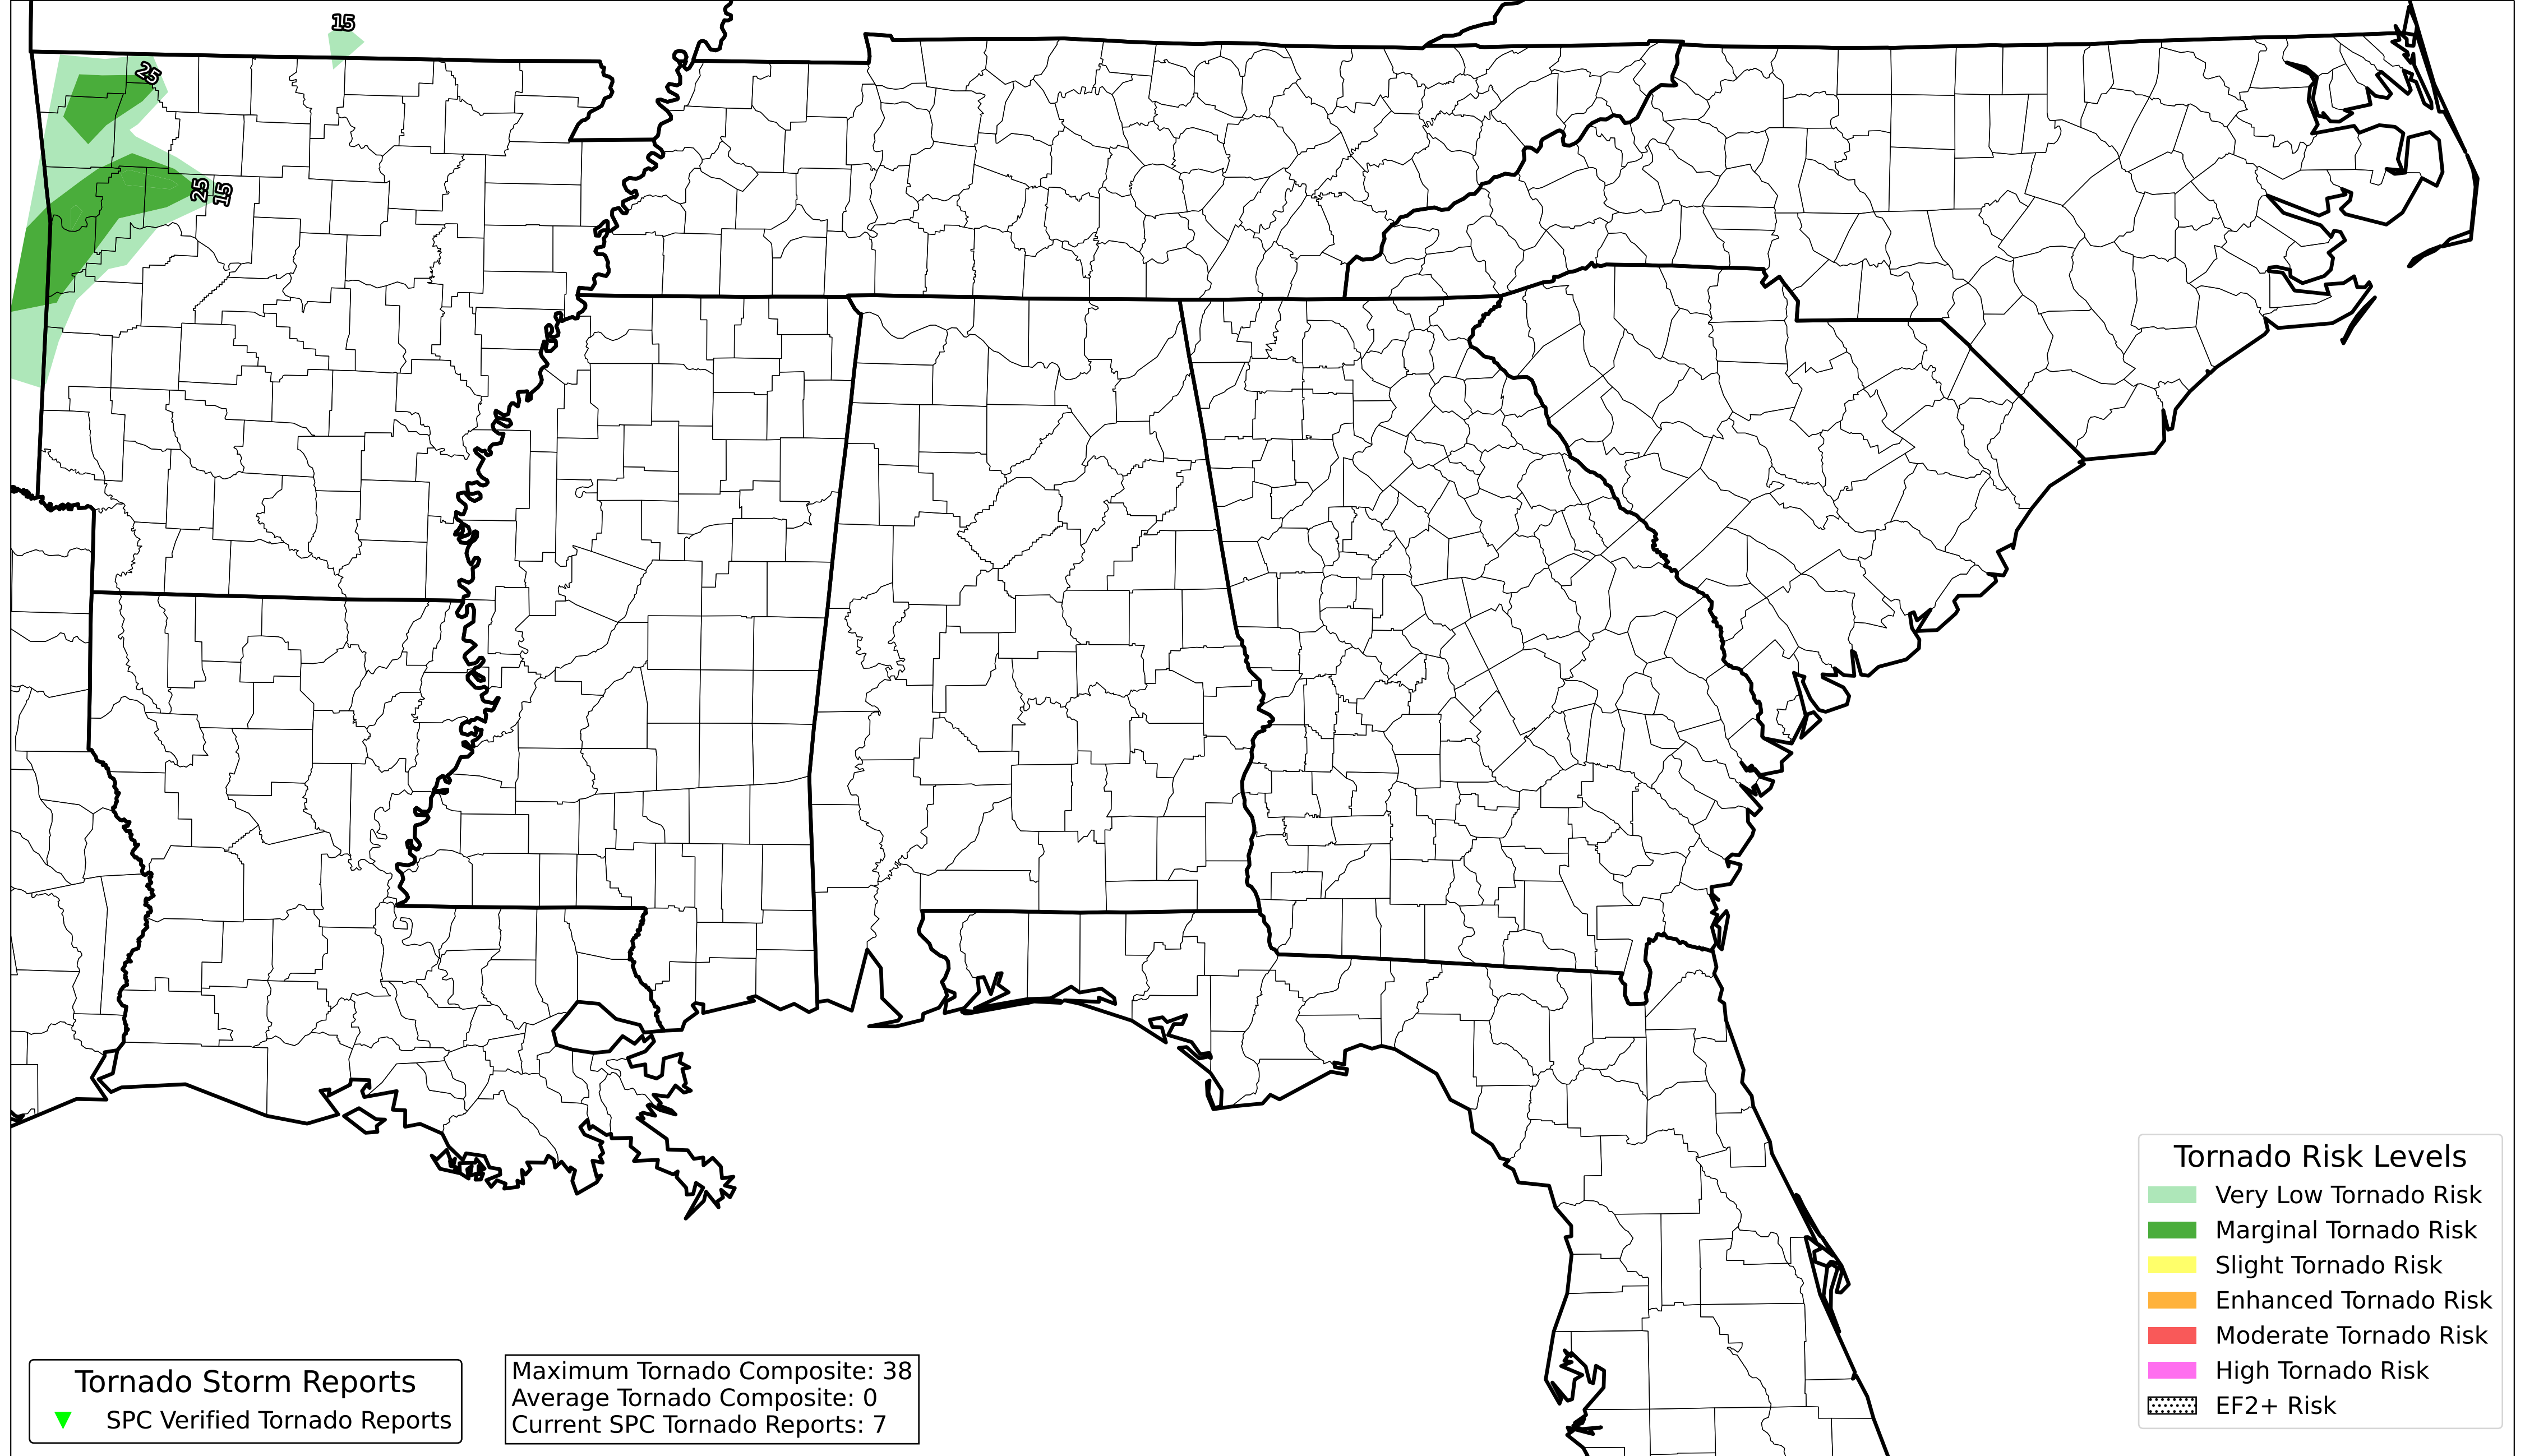 15
25
25
15
Tornado Risk Levels
Very Low Tornado Risk
Marginal Tornado Risk
Slight Tornado Risk
Enhanced Tornado Risk
Moderate Tornado Risk
High Tornado Risk
EF2+ Risk
Tornado Storm Reports
SPC Verified Tornado Reports
Maximum Tornado Composite: 38
Average Tornado Composite: 0
Current SPC Tornado Reports: 7